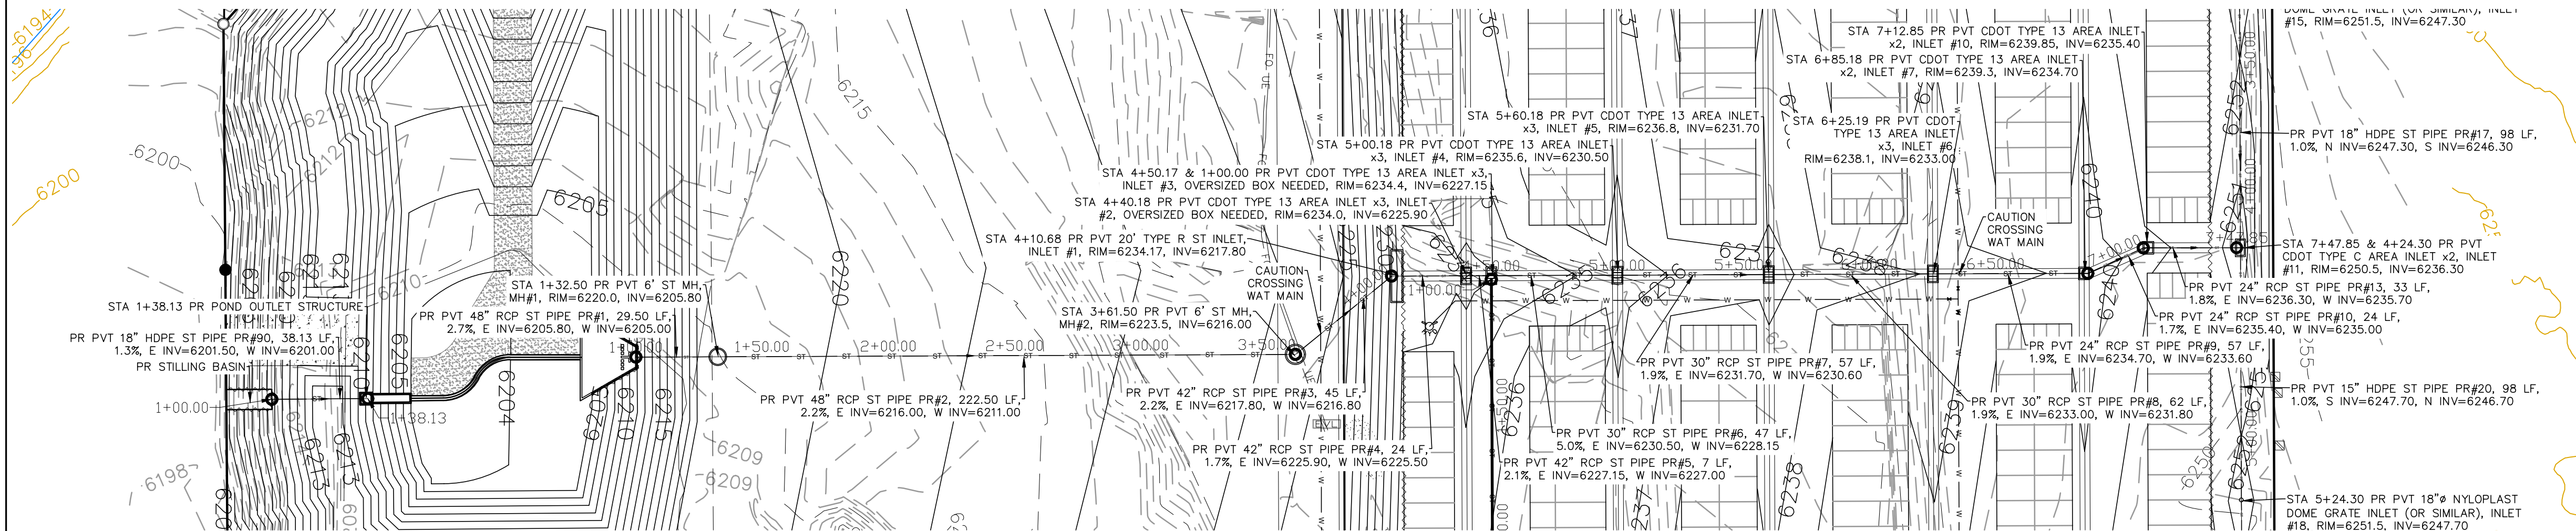 DOME GRATE INLET (OR SIMILAR), INLET
#15, RIM=6251.5, INV=6247.30
STA 7+12.85 PR PVT CDOT TYPE 13 AREA INLET
x2, INLET #10, RIM=6239.85, INV=6235.40
STA 6+85.18 PR PVT CDOT TYPE 13 AREA INLET
x2, INLET #7, RIM=6239.3, INV=6234.70
STA 5+60.18 PR PVT CDOT TYPE 13 AREA INLET
x3, INLET #5, RIM=6236.8, INV=6231.70
STA 6+25.19 PR PVT CDOT
TYPE 13 AREA INLET
x3, INLET #6,
RIM=6238.1, INV=6233.00
STA 5+00.18 PR PVT CDOT TYPE 13 AREA INLET
x3, INLET #4, RIM=6235.6, INV=6230.50
STA 4+50.17 & 1+00.00 PR PVT CDOT TYPE 13 AREA INLET x3,
INLET #3, OVERSIZED BOX NEEDED, RIM=6234.4, INV=6227.15
STA 4+40.18 PR PVT CDOT TYPE 13 AREA INLET x3, INLET
#2, OVERSIZED BOX NEEDED, RIM=6234.0, INV=6225.90
STA 4+10.68 PR PVT 20' TYPE R ST INLET,
INLET #1, RIM=6234.17, INV=6217.80
CAUTION
CROSSING
WAT MAIN
STA 3+61.50 PR PVT 6' ST MH,
MH#2, RIM=6223.5, INV=6216.00
STA 1+32.50 PR PVT 6' ST MH,
MH#1, RIM=6220.0, INV=6205.80
STA 1+38.13 PR POND OUTLET STRUCTURE
PR PVT 48" RCP ST PIPE PR#1, 29.50 LF,
2.7%, E INV=6205.80, W INV=6205.00
PR PVT 18" HDPE ST PIPE PR#90, 38.13 LF,
1.3%, E INV=6201.50, W INV=6201.00
PR STILLING BASIN
1+00.00
1+38.13
PR PVT 48" RCP ST PIPE PR#2, 222.50 LF,
2.2%, E INV=6216.00, W INV=6211.00
PR PVT 42" RCP ST PIPE PR#3, 45 LF,
2.2%, E INV=6217.80, W INV=6216.80
PR PVT 42" RCP ST PIPE PR#4, 24 LF,
1.7%, E INV=6225.90, W INV=6225.50
PR PVT 42" RCP ST PIPE PR#5, 7 LF,
2.1%, E INV=6227.15, W INV=6227.00
PR PVT 30" RCP ST PIPE PR#6, 47 LF,
5.0%, E INV=6230.50, W INV=6228.15
PR PVT 30" RCP ST PIPE PR#7, 57 LF,
1.9%, E INV=6231.70, W INV=6230.60
PR PVT 30" RCP ST PIPE PR#8, 62 LF,
1.9%, E INV=6233.00, W INV=6231.80
PR PVT 24" RCP ST PIPE PR#9, 57 LF,
1.9%, E INV=6234.70, W INV=6233.60
PR PVT 24" RCP ST PIPE PR#10, 24 LF,
1.7%, E INV=6235.40, W INV=6235.00
PR PVT 24" RCP ST PIPE PR#13, 33 LF,
1.8%, E INV=6236.30, W INV=6235.70
CAUTION
CROSSING
WAT MAIN
STA 7+47.85 & 4+24.30 PR PVT
CDOT TYPE C AREA INLET x2, INLET
#11, RIM=6250.5, INV=6236.30
PR PVT 18" HDPE ST PIPE PR#17, 98 LF,
1.0%, N INV=6247.30, S INV=6246.30
PR PVT 15" HDPE ST PIPE PR#20, 98 LF,
1.0%, S INV=6247.70, N INV=6246.70
STA 5+24.30 PR PVT 18"ø NYLOPLAST
DOME GRATE INLET (OR SIMILAR), INLET
#18, RIM=6251.5, INV=6247.70
1+50.00
2+00.00
2+50.00
3+00.00
3+50.00
1+00.00
5+00.00
6+50.00
7+00.00
6194
6200
6200
6198
6212
6212
6210
6205
6205
6204
6210
6215
6209
6209
6215
6220
6213
6213
6236
6236
6237
6238
6238
6239
6240
6240
6250
FO UE